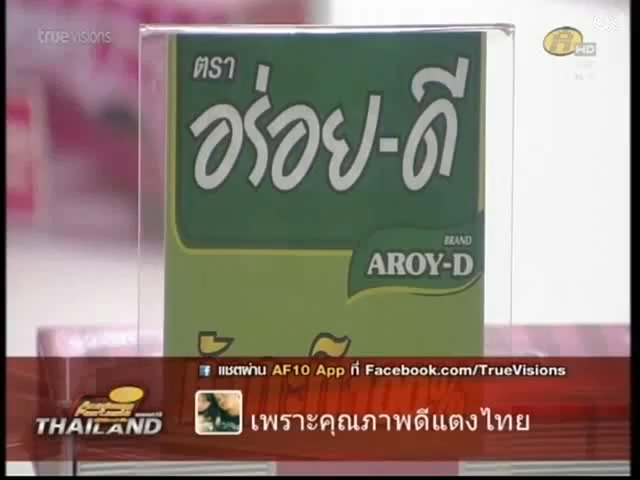 truevisions
HD
ตรา
อร่อย-ดี
BRAND
AROY-D
แชตผ่าน AF10 App ที่ Facebook.com/TrueVisions
THAILAND
เพราะคุณภาพดีแตงไทย